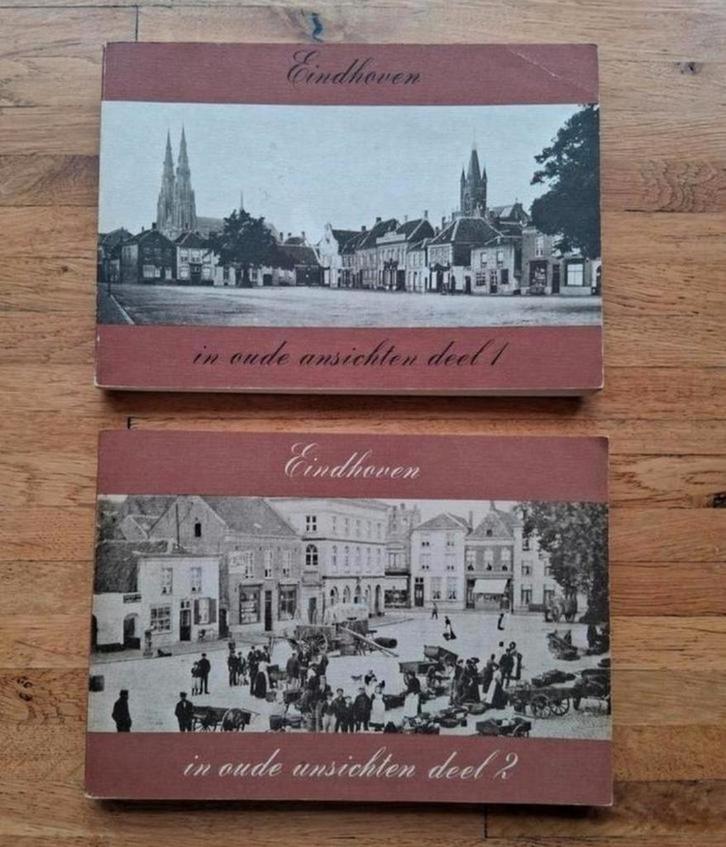 Eindhoven
in oude ansichten deel 1
Eindhoven
in oude ansichten deel 2